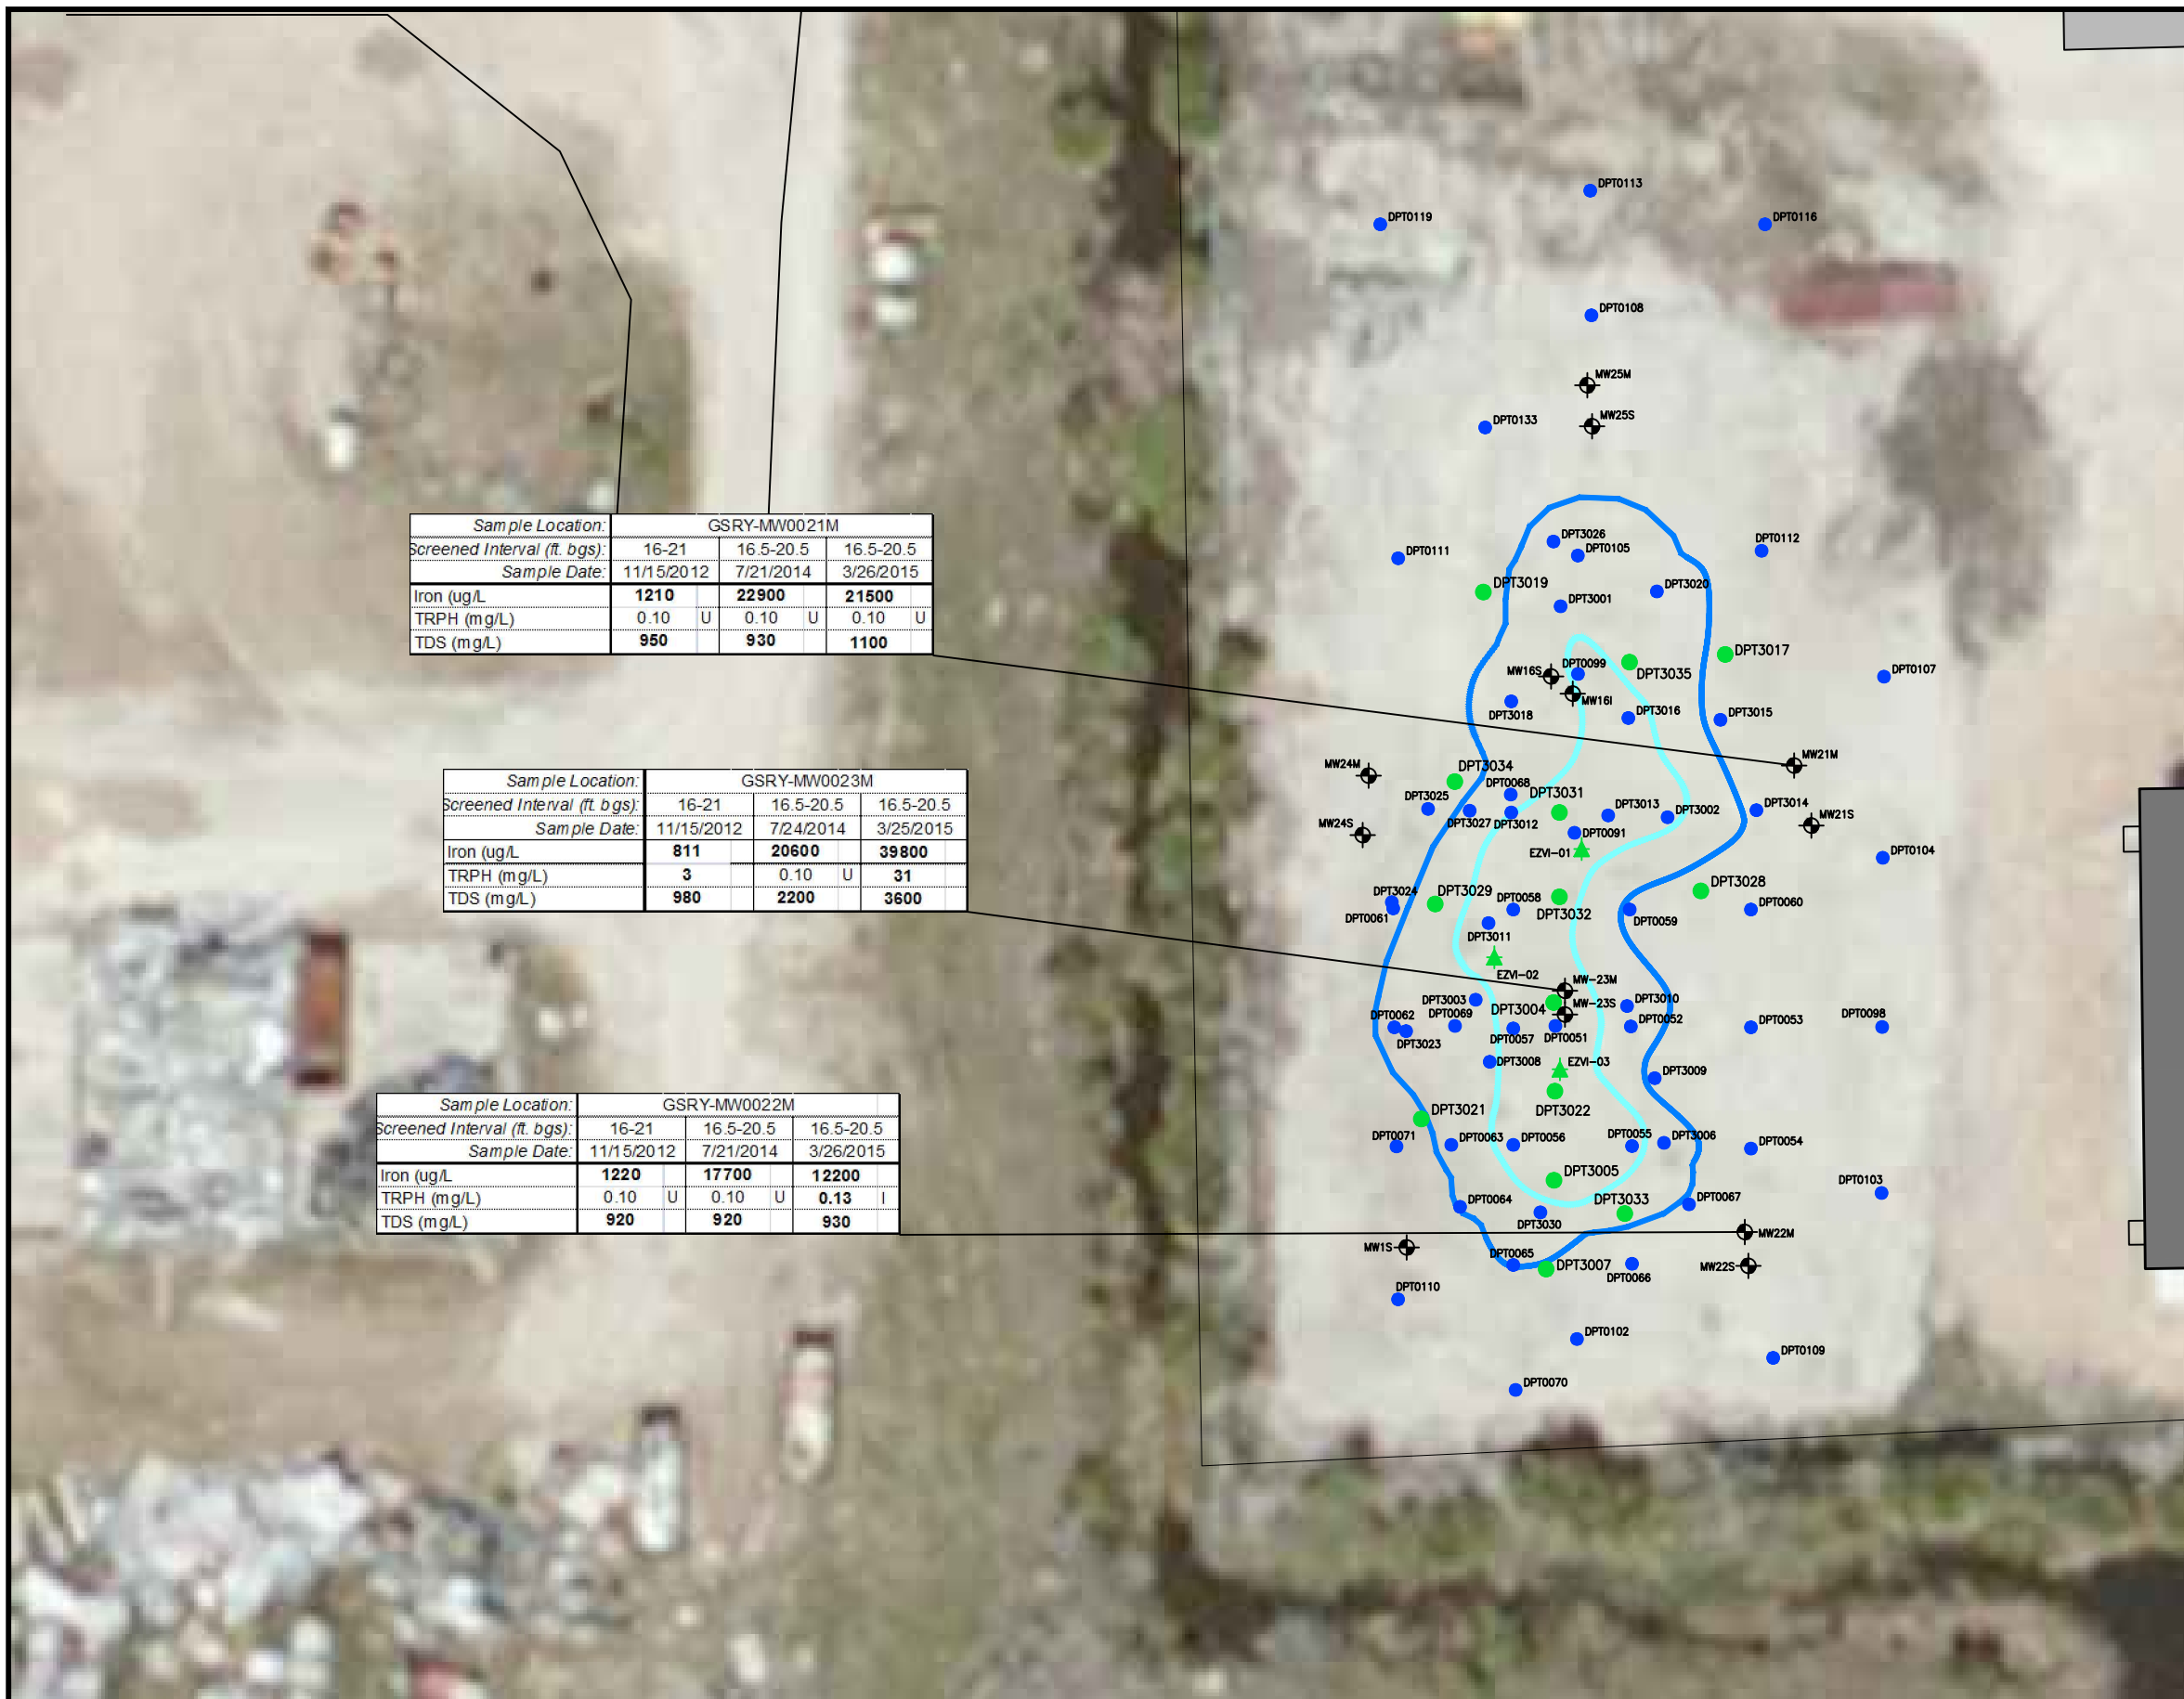 DPT0113
DPT0119
DPT0116
DPT0108
MW25M
MW25S
DPT0133
Sample Location: GSRY-MW0021M
Screened Interval (ft. bgs): 16-21 16.5-20.5 16.5-20.5
Sample Date: 11/15/2012 7/21/2014 3/26/2015
Iron (ug/L 1210 22900 21500
TRPH (mg/L) 0.10 U 0.10 U 0.10 U
TDS (mg/L) 950 930 1100
DPT3026
DPT0105
DPT0112
DPT0111
DPT3019
DPT3020
DPT3001
DPT3017
DPT0099
MW16S
DPT3035
DPT0107
MW16I
DPT3018
DPT3016
DPT3015
MW21M
MW24M
DPT3034
DPT0068
DPT3031
DPT3025
DPT3013
DPT3002
DPT3014
MW24S
DPT3027
DPT3012
MW21S
DPT0091
EZVI-01
DPT0104
Sample Location: GSRY-MW0023M
Screened Interval (ft. bgs): 16-21 16.5-20.5 16.5-20.5
Sample Date: 11/15/2012 7/24/2014 3/25/2015
Iron (ug/L 811 20600 39800
TRPH (mg/L) 3 0.10 U 31
TDS (mg/L) 980 2200 3600
DPT3024
DPT3029
DPT0058
DPT3028
DPT0061
DPT3032
DPT0059
DPT0060
DPT3011
EZVI-02
MW-23M
DPT3003
DPT3004
MW-23S
DPT3010
DPT0062
DPT0069
DPT0052
DPT0053
DPT0098
DPT3023
DPT0057
DPT0051
DPT3008
EZVI-03
DPT3009
DPT3022
DPT3021
Sample Location: GSRY-MW0022M
Screened Interval (ft. bgs): 16-21 16.5-20.5 16.5-20.5
Sample Date: 11/15/2012 7/21/2014 3/26/2015
Iron (ug/L 1220 17700 12200
TRPH (mg/L) 0.10 U 0.10 U 0.13 I
TDS (mg/L) 920 920 930
DPT0071
DPT0063
DPT0056
DPT0055
DPT3006
DPT0054
DPT3005
DPT0103
DPT0064
DPT3033
DPT0067
DPT3030
MW22M
MW1S
DPT0065
DPT3007
DPT0066
MW22S
DPT0110
DPT0102
DPT0109
DPT0070